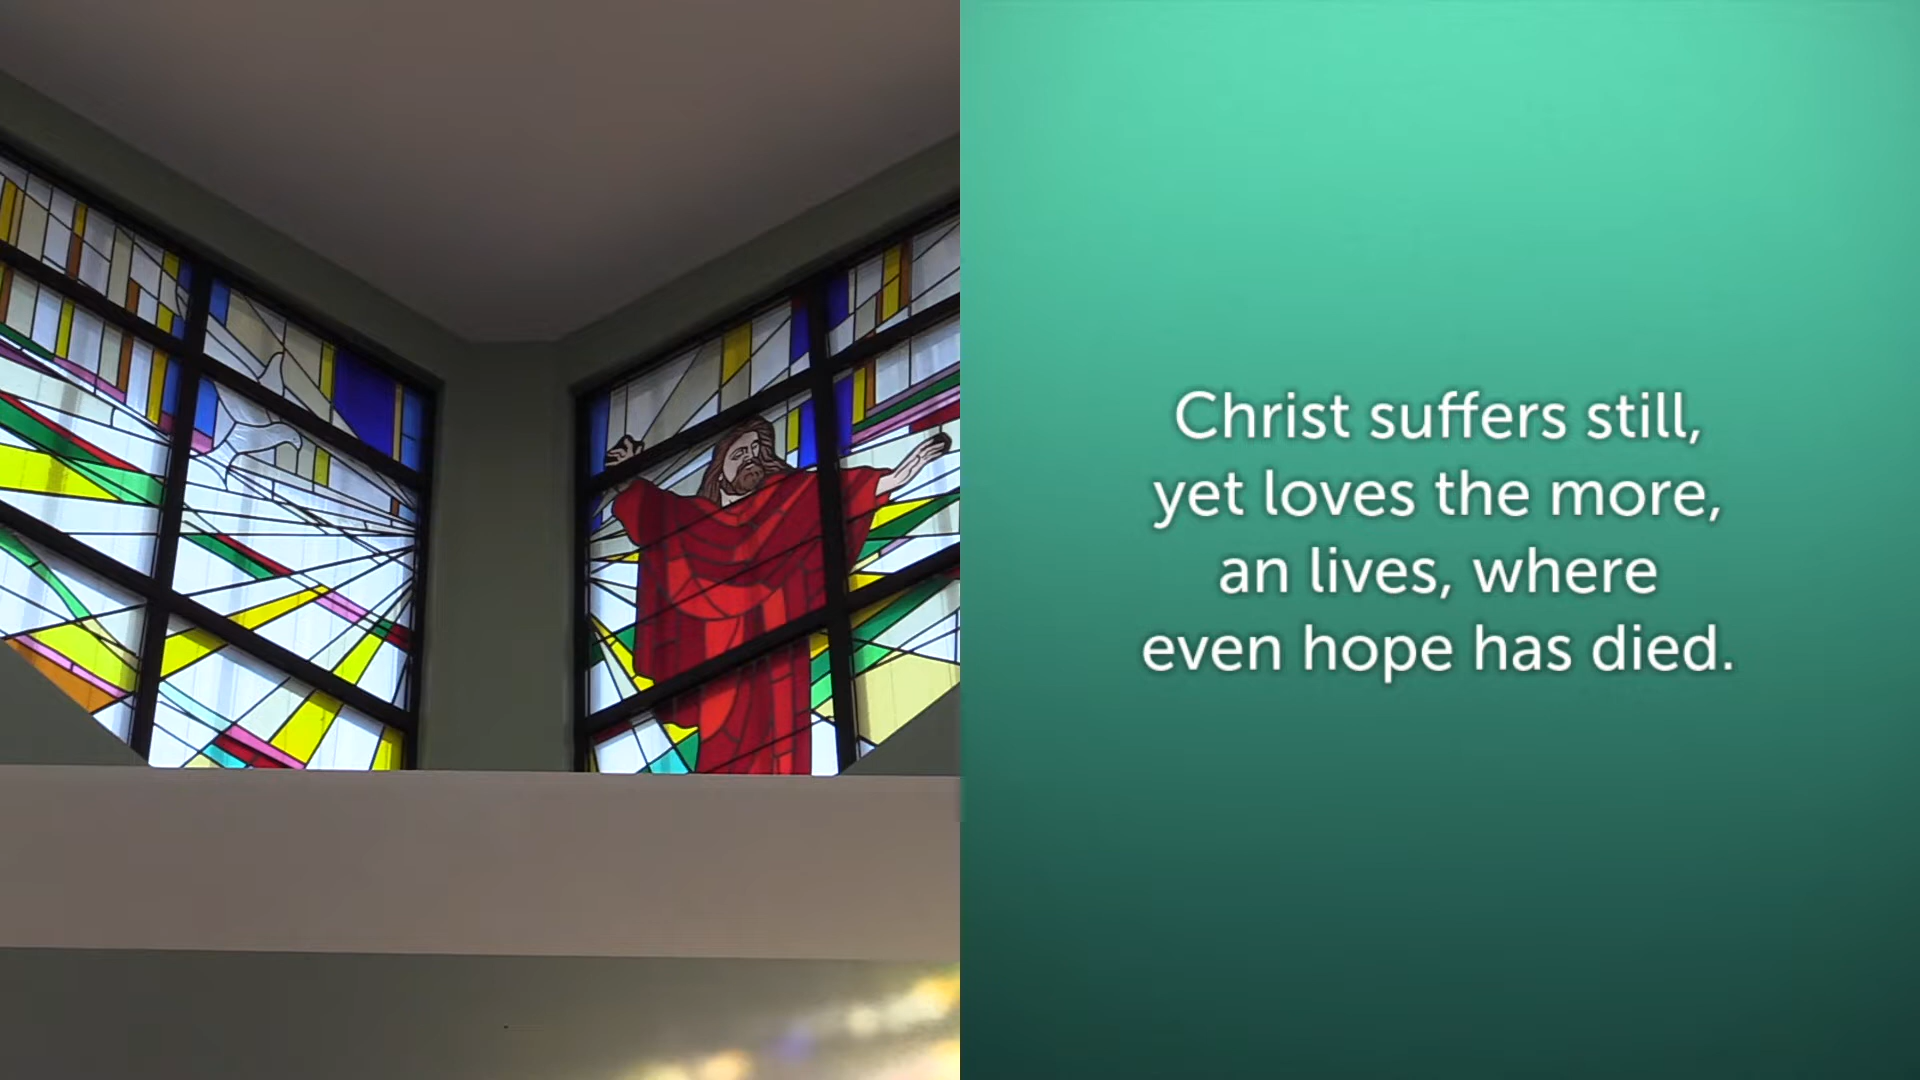 Christ suffers still,
yet loves the more,
an lives, where
even hope has died.